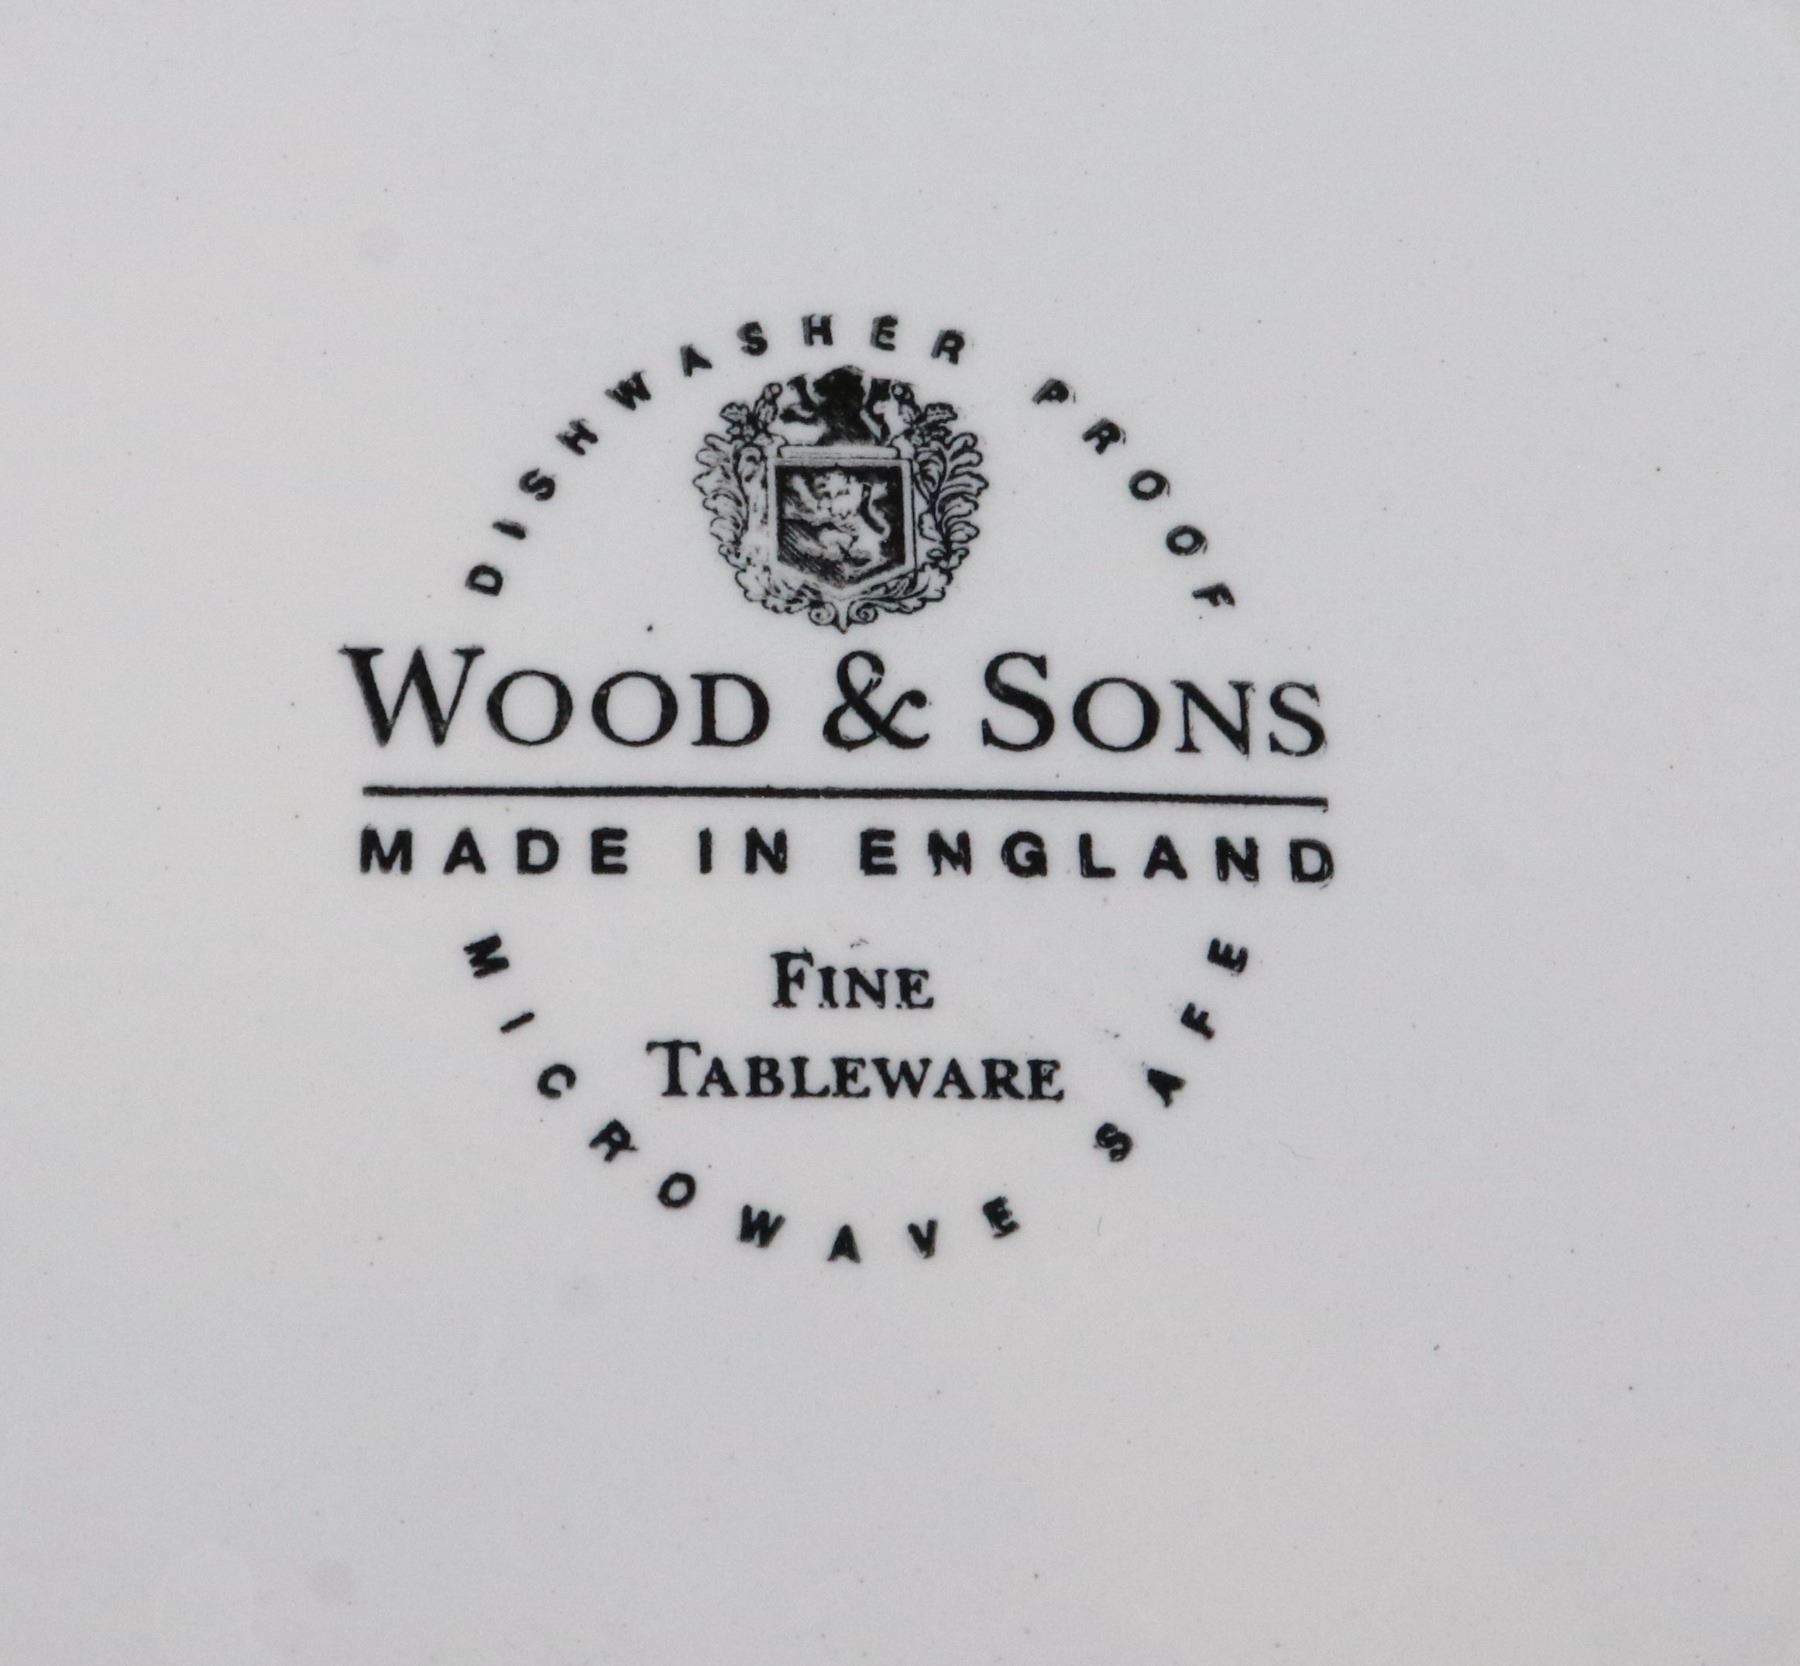 DISHWASHER PROOF
WOOD & SONS
MADE IN ENGLAND
FINE
TABLEWARE
MICROWAVE SAFE